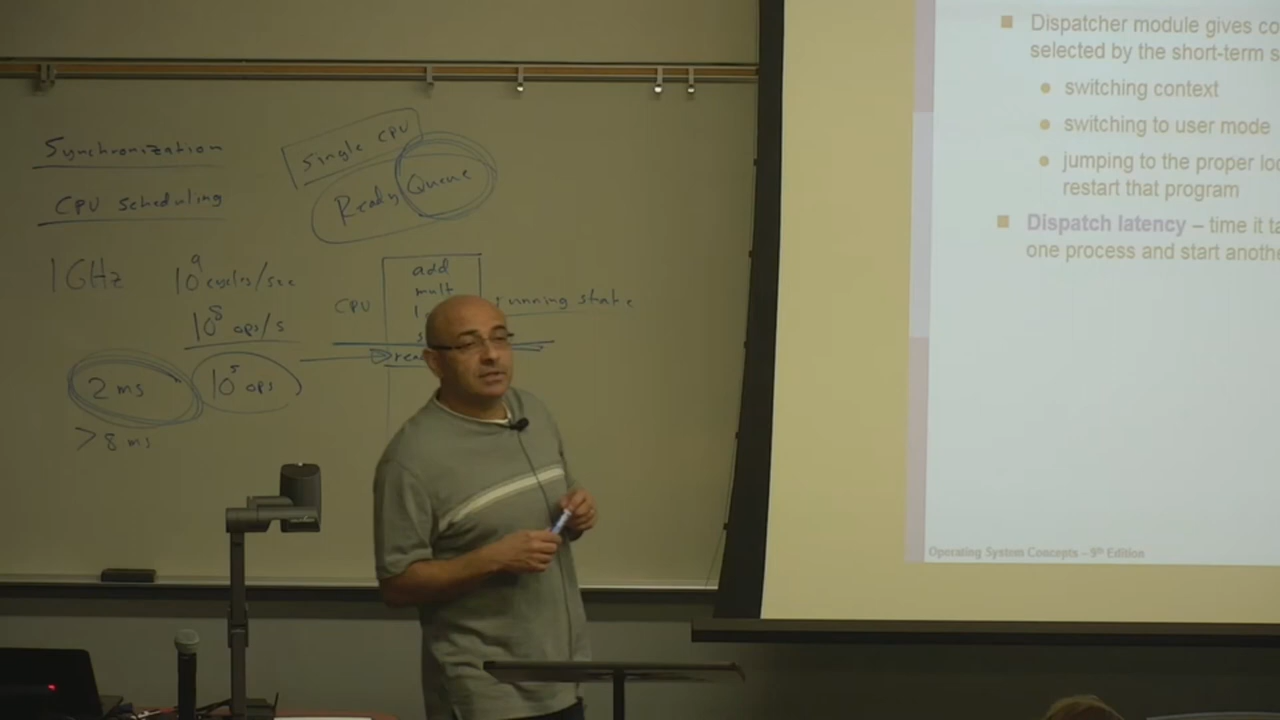 Synchronization
CPU Scheduling
Single CPU
Ready Queue
1 GHz 10^9 cycles/sec
10^8 ops/s
2 ms 10^5 ops
>8 ms
CPU
add
mult
running state
Dispatcher module gives co
selected by the short-term s
switching context
switching to user mode
jumping to the proper loc
restart that program
Dispatch latency – time it ta
one process and start anothe
Operating System Concepts – 9th Edition